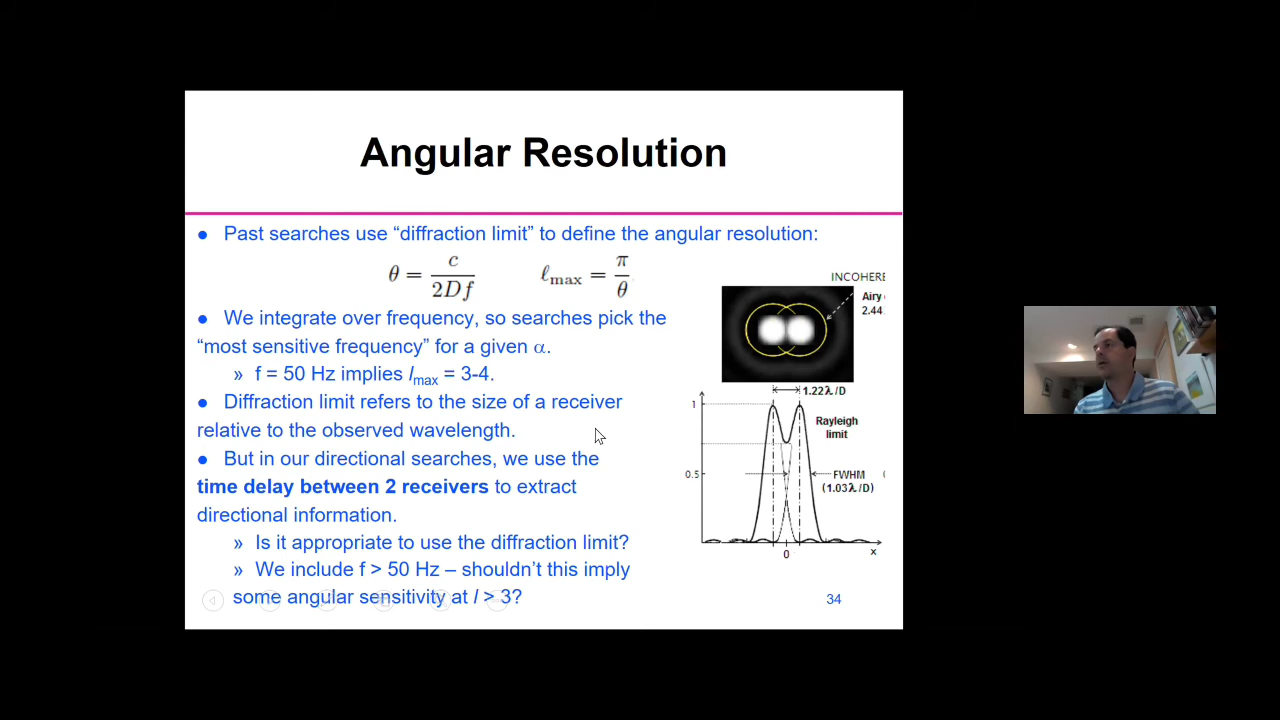 Angular Resolution
● Past searches use “diffraction limit” to define the angular resolution:
θ = c / 2Df    ℓmax = π / θ
● We integrate over frequency, so searches pick the
“most sensitive frequency” for a given α.
» f = 50 Hz implies lmax = 3-4.
● Diffraction limit refers to the size of a receiver
relative to the observed wavelength.
● But in our directional searches, we use the
time delay between 2 receivers to extract
directional information.
» Is it appropriate to use the diffraction limit?
» We include f > 50 Hz – shouldn’t this imply
some angular sensitivity at l > 3?
INCOHERE
Airy
2.44
1.22λ/D
1
Rayleigh
limit
0.5
FWHM
(1.03λ/D)
0
x
34